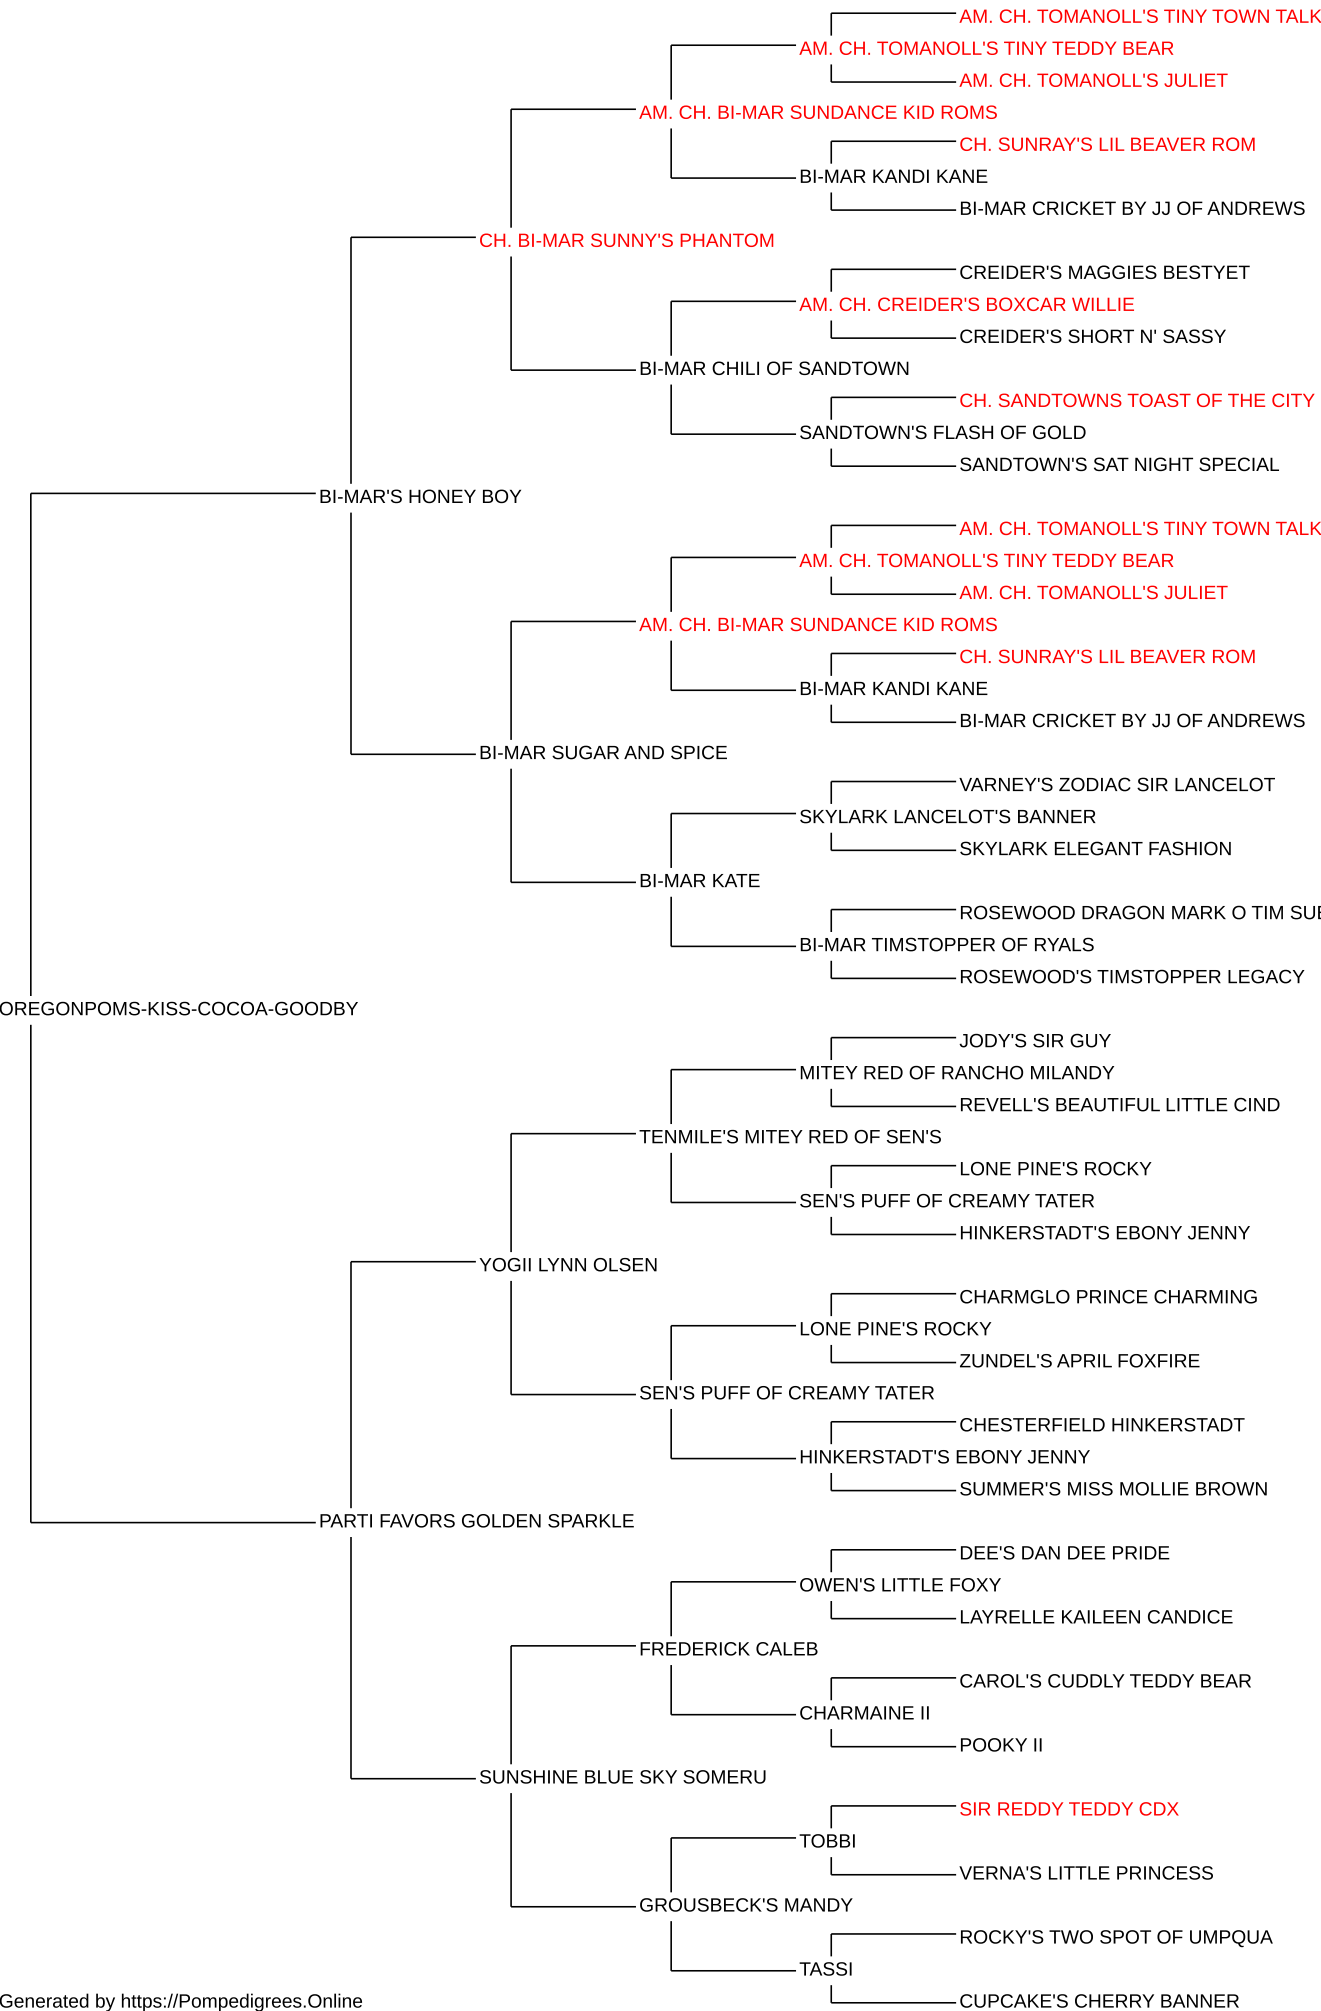 AM. CH. TOMANOLL'S TINY TOWN TALK
AM. CH. TOMANOLL'S TINY TEDDY BEAR
AM. CH. TOMANOLL'S JULIET
AM. CH. BI-MAR SUNDANCE KID ROMS
CH. SUNRAY'S LIL BEAVER ROM
BI-MAR KANDI KANE
BI-MAR CRICKET BY JJ OF ANDREWS
CH. BI-MAR SUNNY'S PHANTOM
CREIDER'S MAGGIES BESTYET
AM. CH. CREIDER'S BOXCAR WILLIE
CREIDER'S SHORT N' SASSY
BI-MAR CHILI OF SANDTOWN
CH. SANDTOWNS TOAST OF THE CITY
SANDTOWN'S FLASH OF GOLD
SANDTOWN'S SAT NIGHT SPECIAL
BI-MAR'S HONEY BOY
AM. CH. TOMANOLL'S TINY TOWN TALK
AM. CH. TOMANOLL'S TINY TEDDY BEAR
AM. CH. TOMANOLL'S JULIET
AM. CH. BI-MAR SUNDANCE KID ROMS
CH. SUNRAY'S LIL BEAVER ROM
BI-MAR KANDI KANE
BI-MAR CRICKET BY JJ OF ANDREWS
BI-MAR SUGAR AND SPICE
VARNEY'S ZODIAC SIR LANCELOT
SKYLARK LANCELOT'S BANNER
SKYLARK ELEGANT FASHION
BI-MAR KATE
ROSEWOOD DRAGON MARK O TIM
BI-MAR TIMSTOPPER OF RYALS
ROSEWOOD'S TIMSTOPPER LEGACY
OREGONPOMS-KISS-COCOA-GOODBY
JODY'S SIR GUY
MITEY RED OF RANCHO MILANDY
REVELL'S BEAUTIFUL LITTLE CIND
TENMILE'S MITEY RED OF SEN'S
LONE PINE'S ROCKY
SEN'S PUFF OF CREAMY TATER
HINKERSTADT'S EBONY JENNY
YOGII LYNN OLSEN
CHARMGLO PRINCE CHARMING
LONE PINE'S ROCKY
ZUNDEL'S APRIL FOXFIRE
SEN'S PUFF OF CREAMY TATER
CHESTERFIELD HINKERSTADT
HINKERSTADT'S EBONY JENNY
SUMMER'S MISS MOLLIE BROWN
PARTI FAVORS GOLDEN SPARKLE
DEE'S DAN DEE PRIDE
OWEN'S LITTLE FOXY
LAYRELLE KAILEEN CANDICE
FREDERICK CALEB
CAROL'S CUDDLY TEDDY BEAR
CHARMAINE II
POOKY II
SUNSHINE BLUE SKY SOMERU
SIR REDDY TEDDY CDX
TOBBI
VERNA'S LITTLE PRINCESS
GROUSBECK'S MANDY
ROCKY'S TWO SPOT OF UMPQUA
TASSI
CUPCAKE'S CHERRY BANNER
Generated by https://Pompedigrees.Online